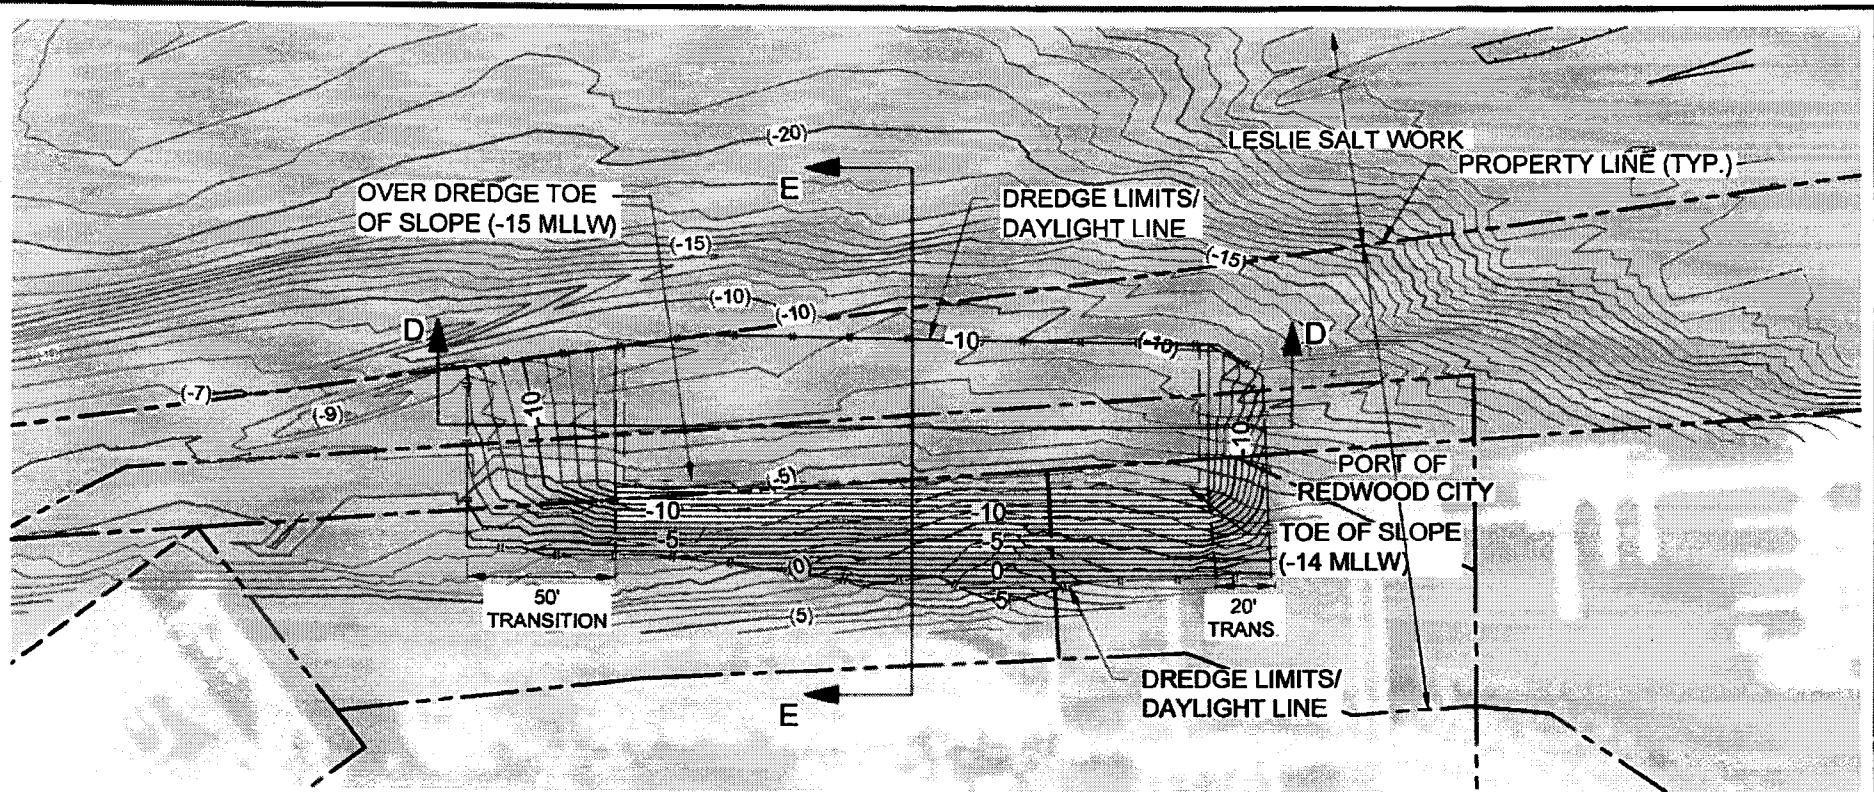 (-20)
LESLIE SALT WORK
PROPERTY LINE (TYP.)
E
OVER DREDGE TOE
OF SLOPE (-15 MLLW)
DREDGE LIMITS/
DAYLIGHT LINE
(-15)
(-15)
(-10)
(-10)
D
-10
(-10)
D
(-7)
(-9)
-10
-10
(-5)
PORT OF
REDWOOD CITY
-10
-10
TOE OF SLOPE
(-14 MLLW)
-5
-5
(0)
0
5
(5)
50'
TRANSITION
20'
TRANS.
DREDGE LIMITS/
DAYLIGHT LINE
E